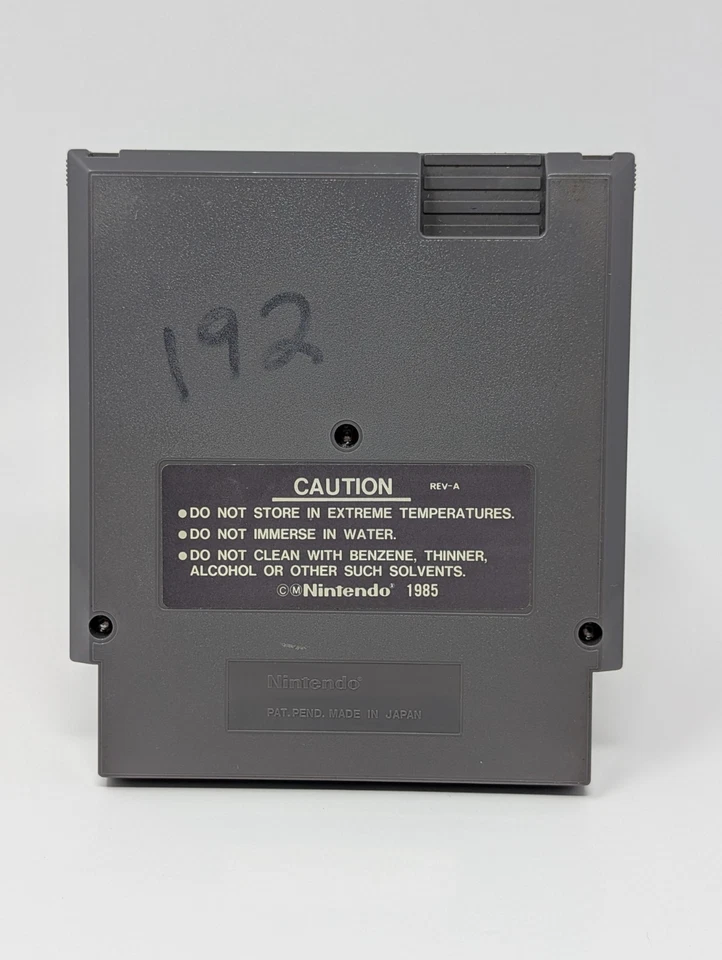 192
CAUTION REV-A
●DO NOT STORE IN EXTREME TEMPERATURES.
●DO NOT IMMERSE IN WATER.
●DO NOT CLEAN WITH BENZENE, THINNER,
ALCOHOL OR OTHER SUCH SOLVENTS.
©ⓂNintendo® 1985
Nintendo®
PAT. PEND. MADE IN JAPAN